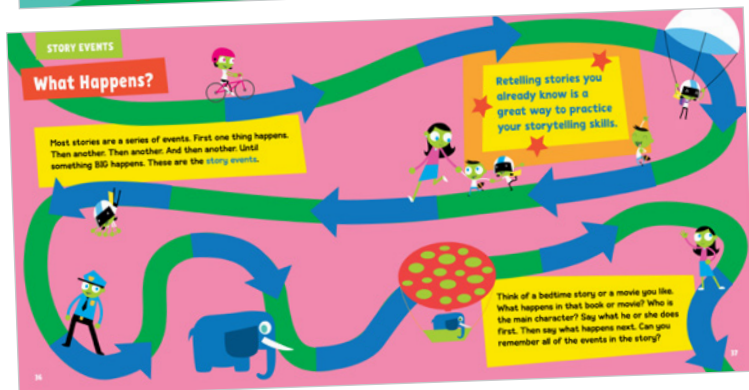 STORY EVENTS
What Happens?
Most stories are a series of events. First one thing happens.
Then another. Then another. And then another. Until
something BIG happens. These are the story events.
Retelling stories you
already know is a
great way to practice
your storytelling skills.
Think of a bedtime story or a movie you like.
What happens in that book or movie? Who is
the main character? Say what he or she does
first. Then say what happens next. Can you
remember all of the events in the story?
36
37